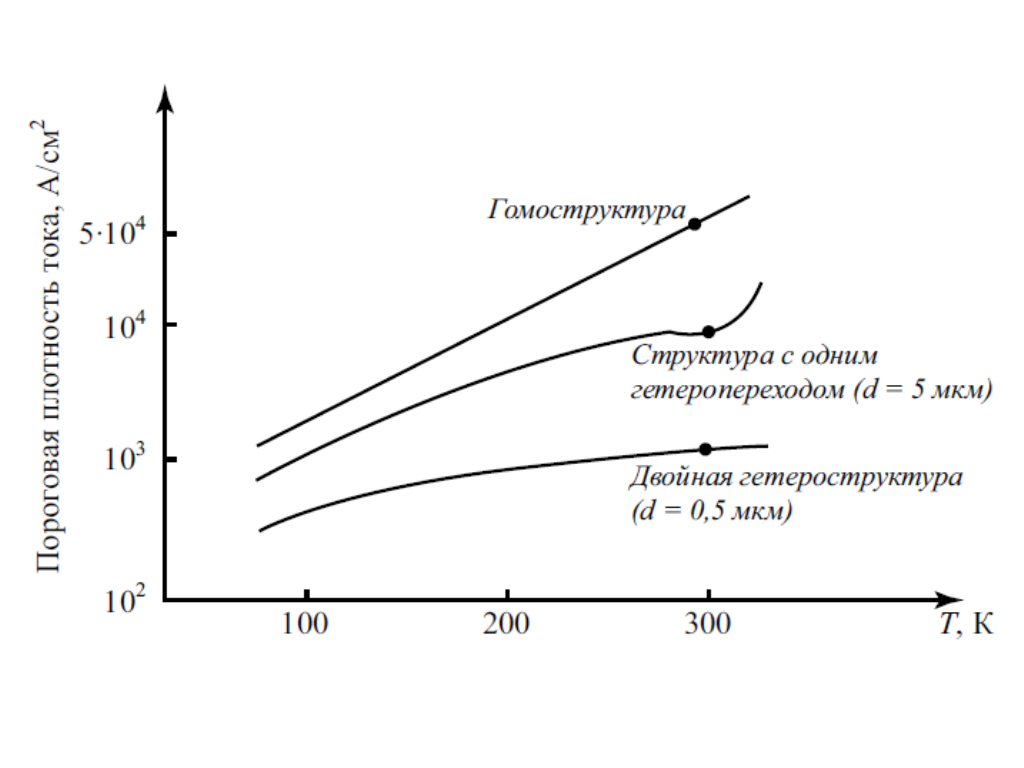 Пороговая плотность тока, А/см²
5·10⁴
10⁴
10³
10²
Гомоструктура
Структура с одним
гетеропереходом (d = 5 мкм)
Двойная гетероструктура
(d = 0,5 мкм)
100
200
300
T, К